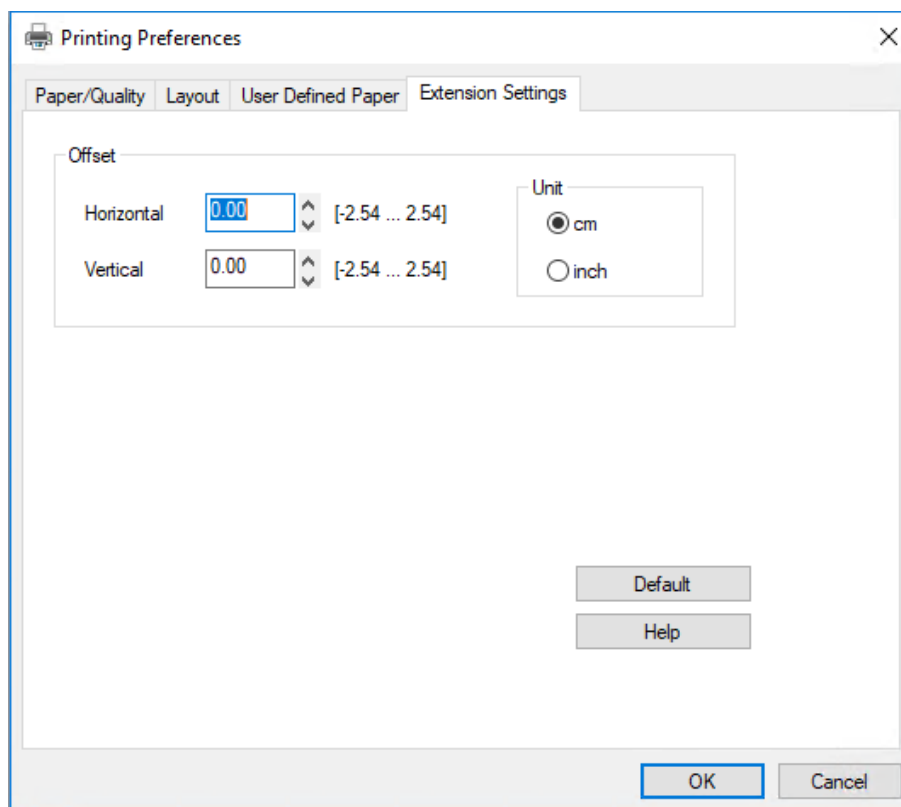 Printing Preferences
Paper/Quality Layout User Defined Paper Extension Settings
Offset
Unit
Horizontal 0.00 [-2.54 ... 2.54]
cm
Vertical 0.00 [-2.54 ... 2.54]
inch
Default
Help
OK Cancel